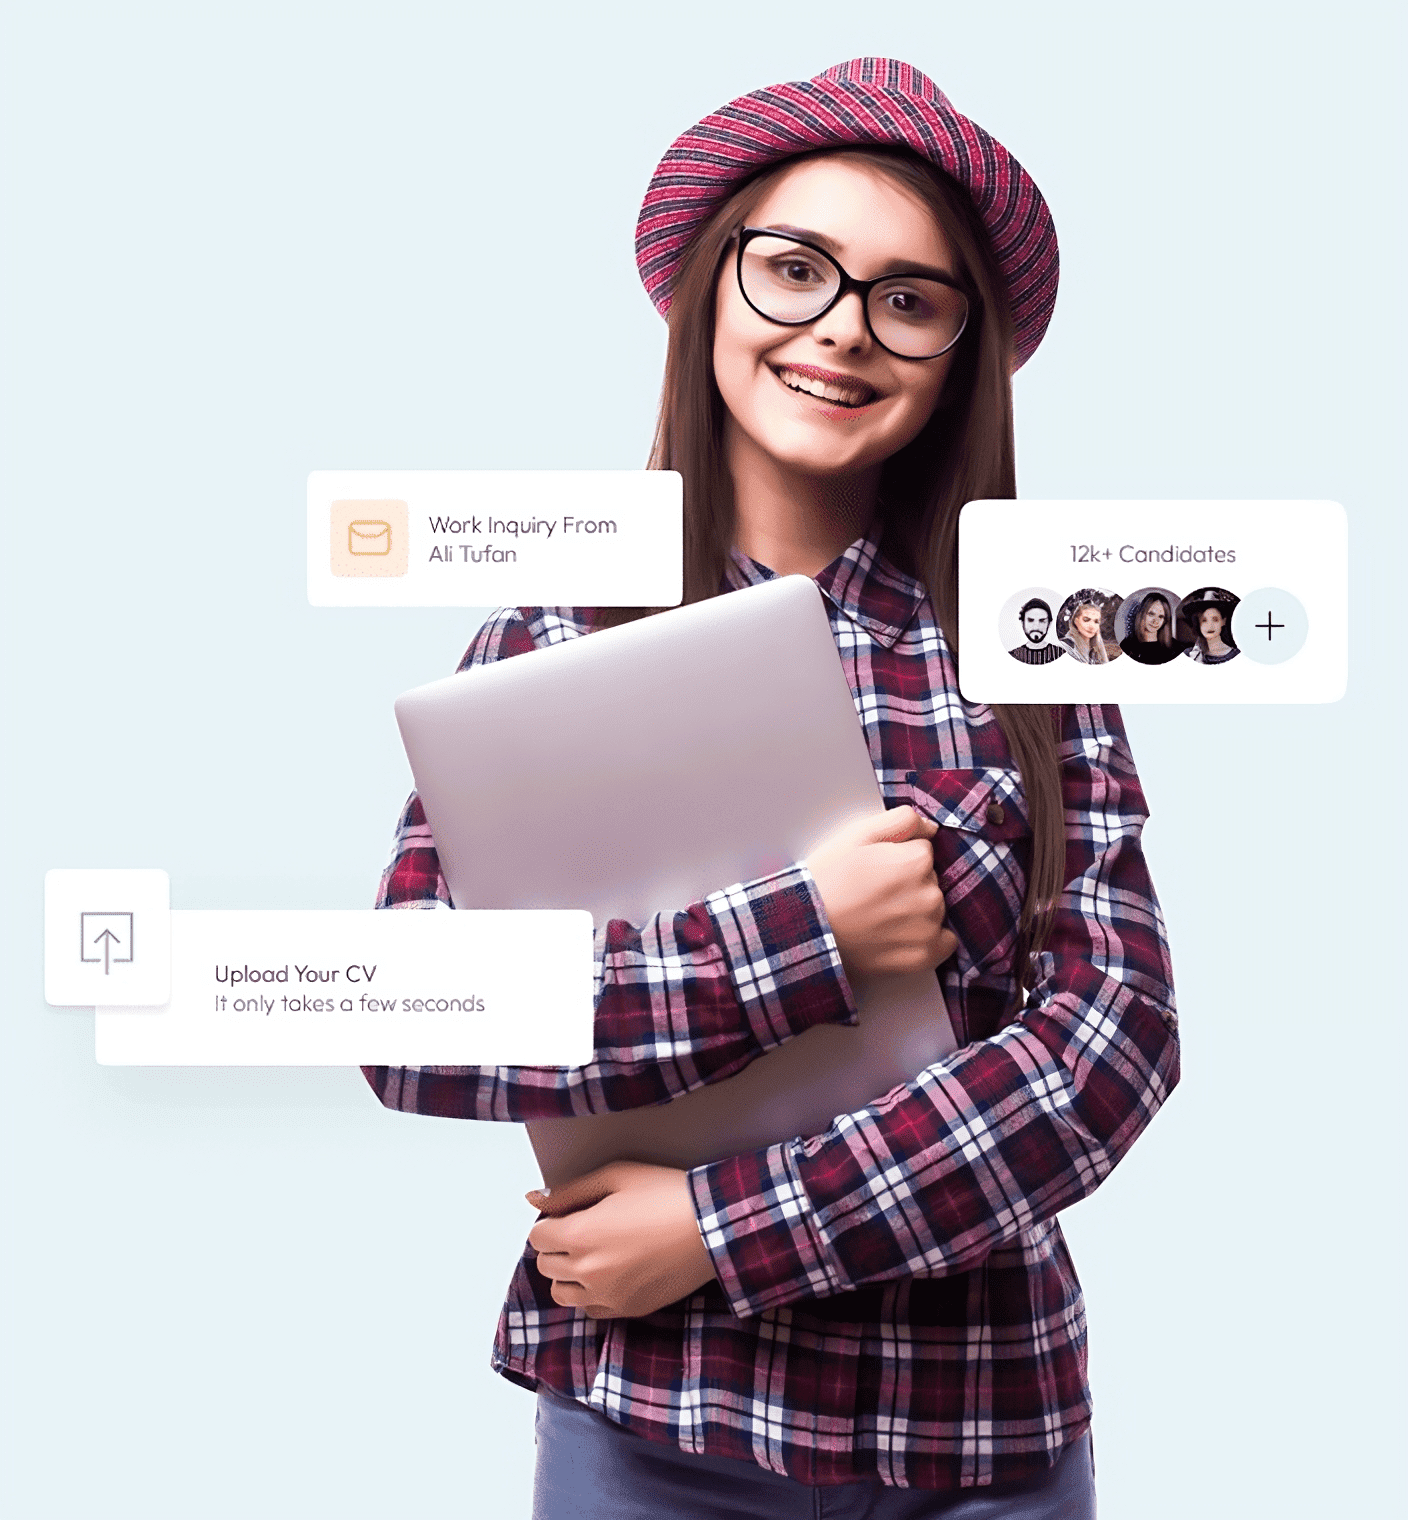 Work Inquiry From
Ali Tufan
12k+ Candidates
Upload Your CV
It only takes a few seconds